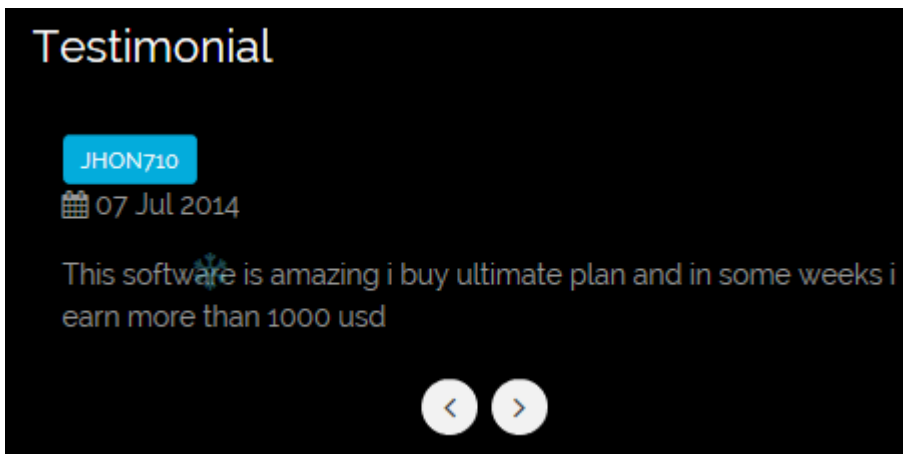 Testimonial
JHON710
07 Jul 2014
This software is amazing i buy ultimate plan and in some weeks i
earn more than 1000 usd